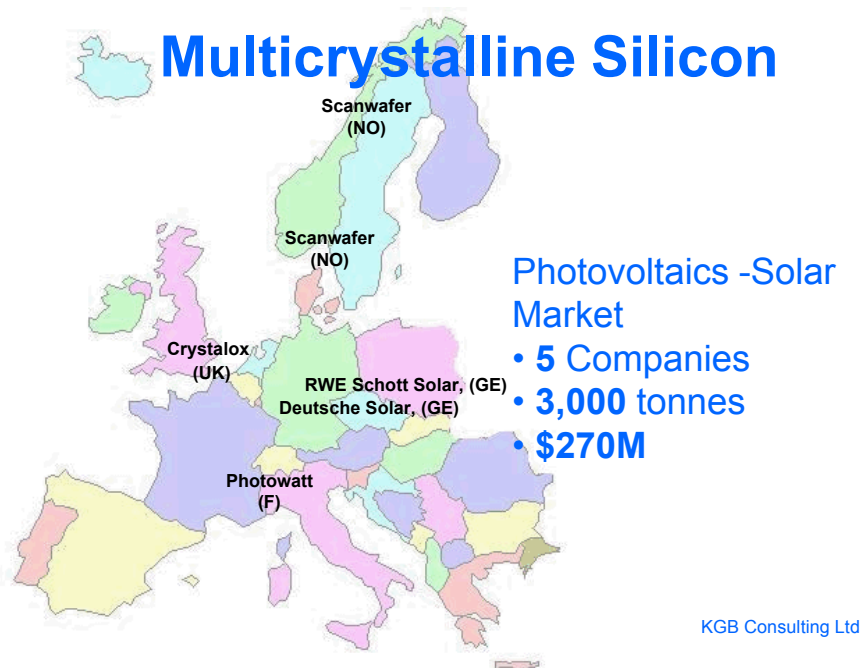 Multicrystalline Silicon
Scanwafer
(NO)
Scanwafer
(NO)
Crystalox
(UK)
RWE Schott Solar, (GE)
Deutsche Solar, (GE)
Photowatt
(F)
Photovoltaics -Solar
Market
• 5 Companies
• 3,000 tonnes
• $270M
KGB Consulting Ltd